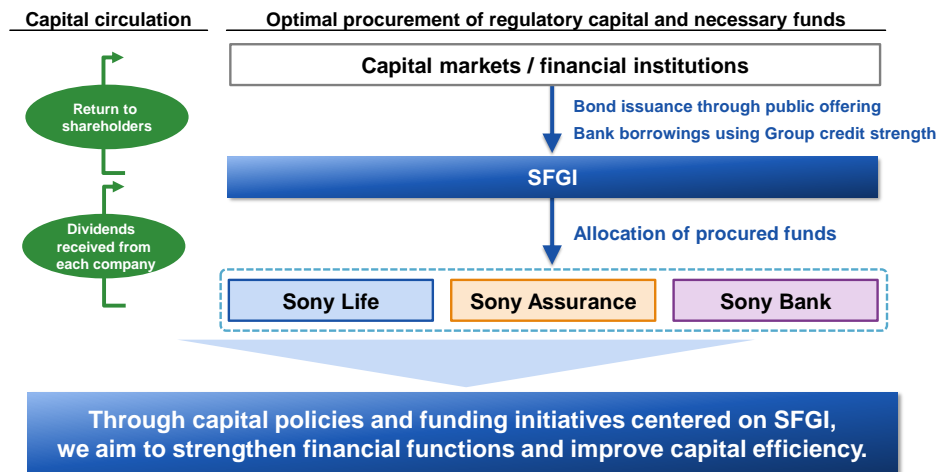 Capital circulation
Optimal procurement of regulatory capital and necessary funds
Capital markets / financial institutions
Return to
shareholders
Bond issuance through public offering
Bank borrowings using Group credit strength
SFGI
Dividends
received from
each company
Allocation of procured funds
Sony Life
Sony Assurance
Sony Bank
Through capital policies and funding initiatives centered on SFGI,
we aim to strengthen financial functions and improve capital efficiency.